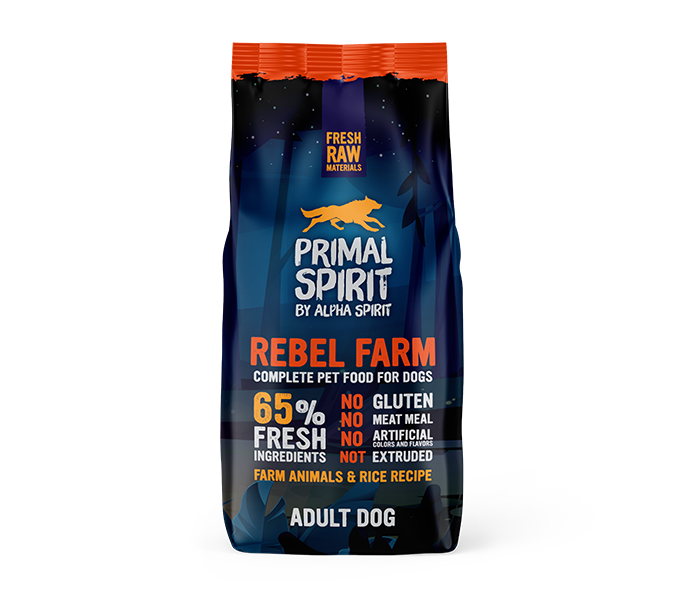 FRESH
RAW
MATERIALS
PRIMAL
SPIRIT
BY ALPHA SPIRIT
REBEL FARM
COMPLETE PET FOOD FOR DOGS
65%
FRESH
INGREDIENTS
NO GLUTEN
NO MEAT MEAL
NO ARTIFICIAL
COLORS AND FLAVORS
NOT EXTRUDED
FARM ANIMALS & RICE RECIPE
ADULT DOG